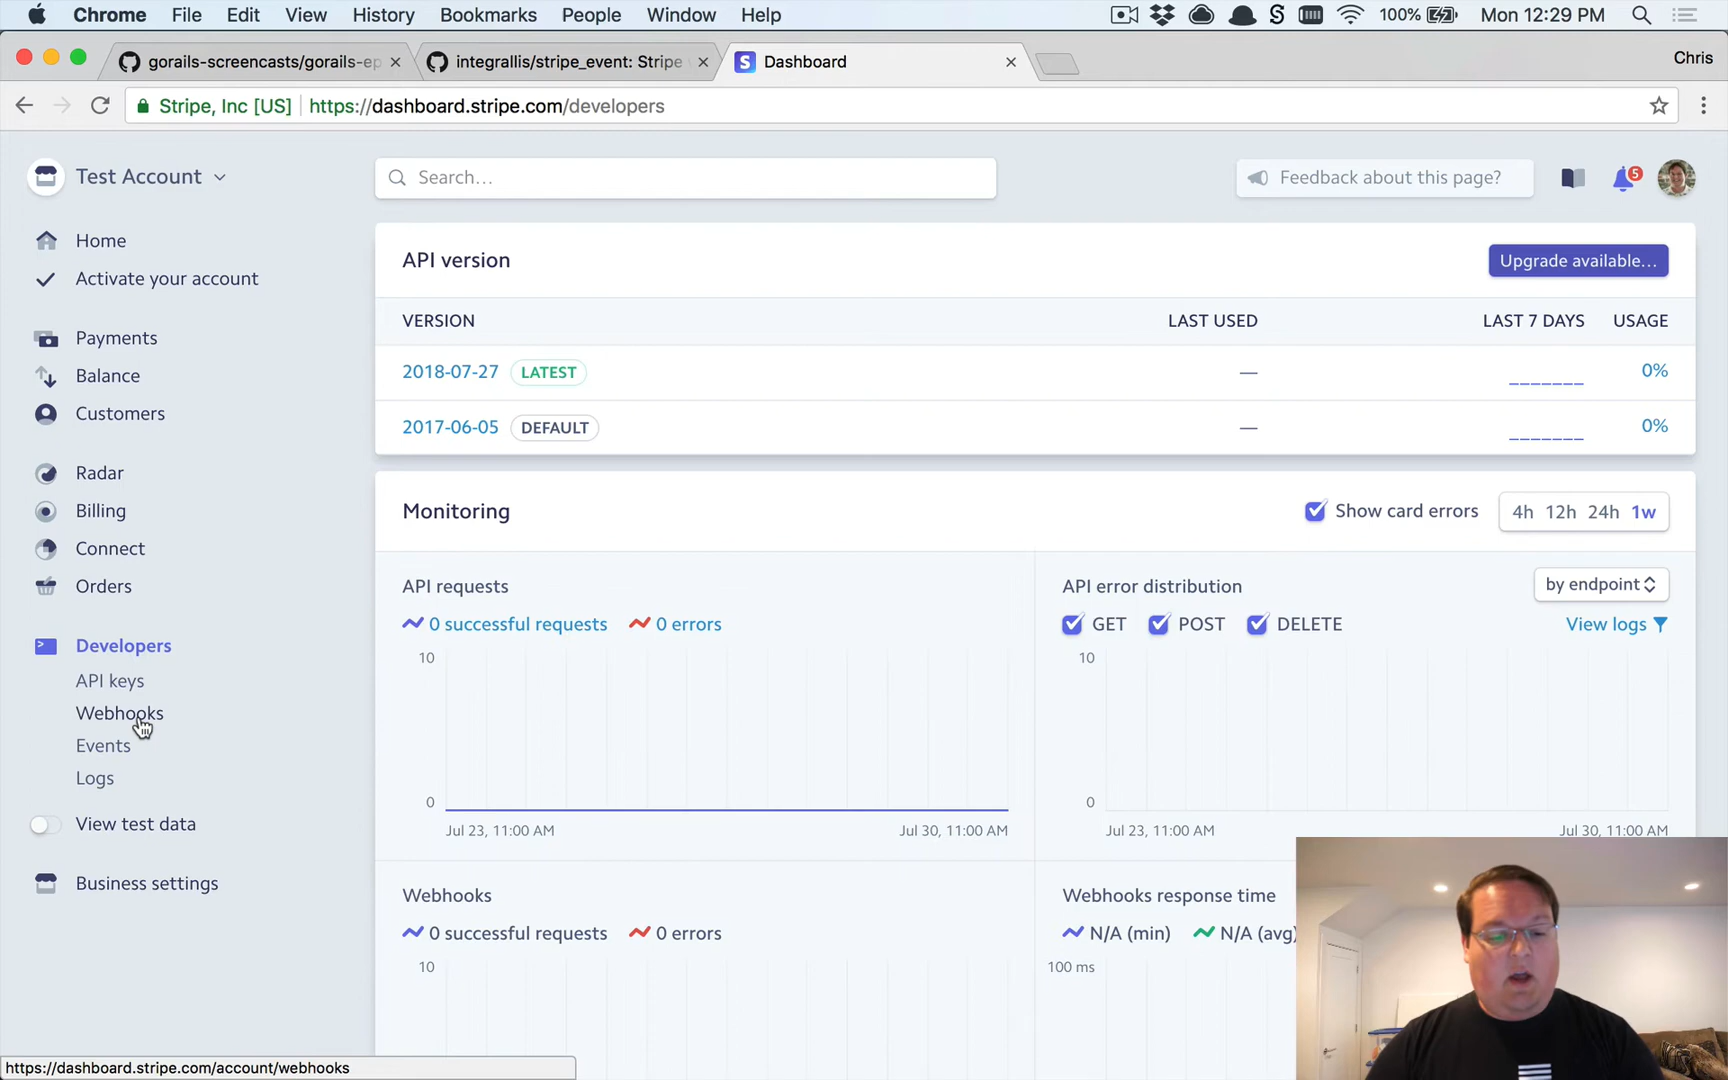 Chrome File Edit View History Bookmarks People Window Help 100% Mon 12:29 PM
gorails-screencasts/gorails-ep integrallis/stripe_event: Stripe Dashboard Chris
Stripe, Inc [US] https://dashboard.stripe.com/developers
Test Account Search… Feedback about this page? 5
Home
Activate your account
Payments
Balance
Customers
Radar
Billing
Connect
Orders
Developers
API keys
Webhooks
Events
Logs
View test data
Business settings
API version Upgrade available…
VERSION LAST USED LAST 7 DAYS USAGE
2018-07-27 LATEST — 0%
2017-06-05 DEFAULT — 0%
Monitoring Show card errors 4h 12h 24h 1w
API requests
0 successful requests 0 errors
10
0
Jul 23, 11:00 AM Jul 30, 11:00 AM
API error distribution by endpoint
GET POST DELETE View logs
10
0
Jul 23, 11:00 AM Jul 30, 11:00 AM
Webhooks
0 successful requests 0 errors
10
Webhooks response time
N/A (min) N/A (avg)
100 ms
https://dashboard.stripe.com/account/webhooks